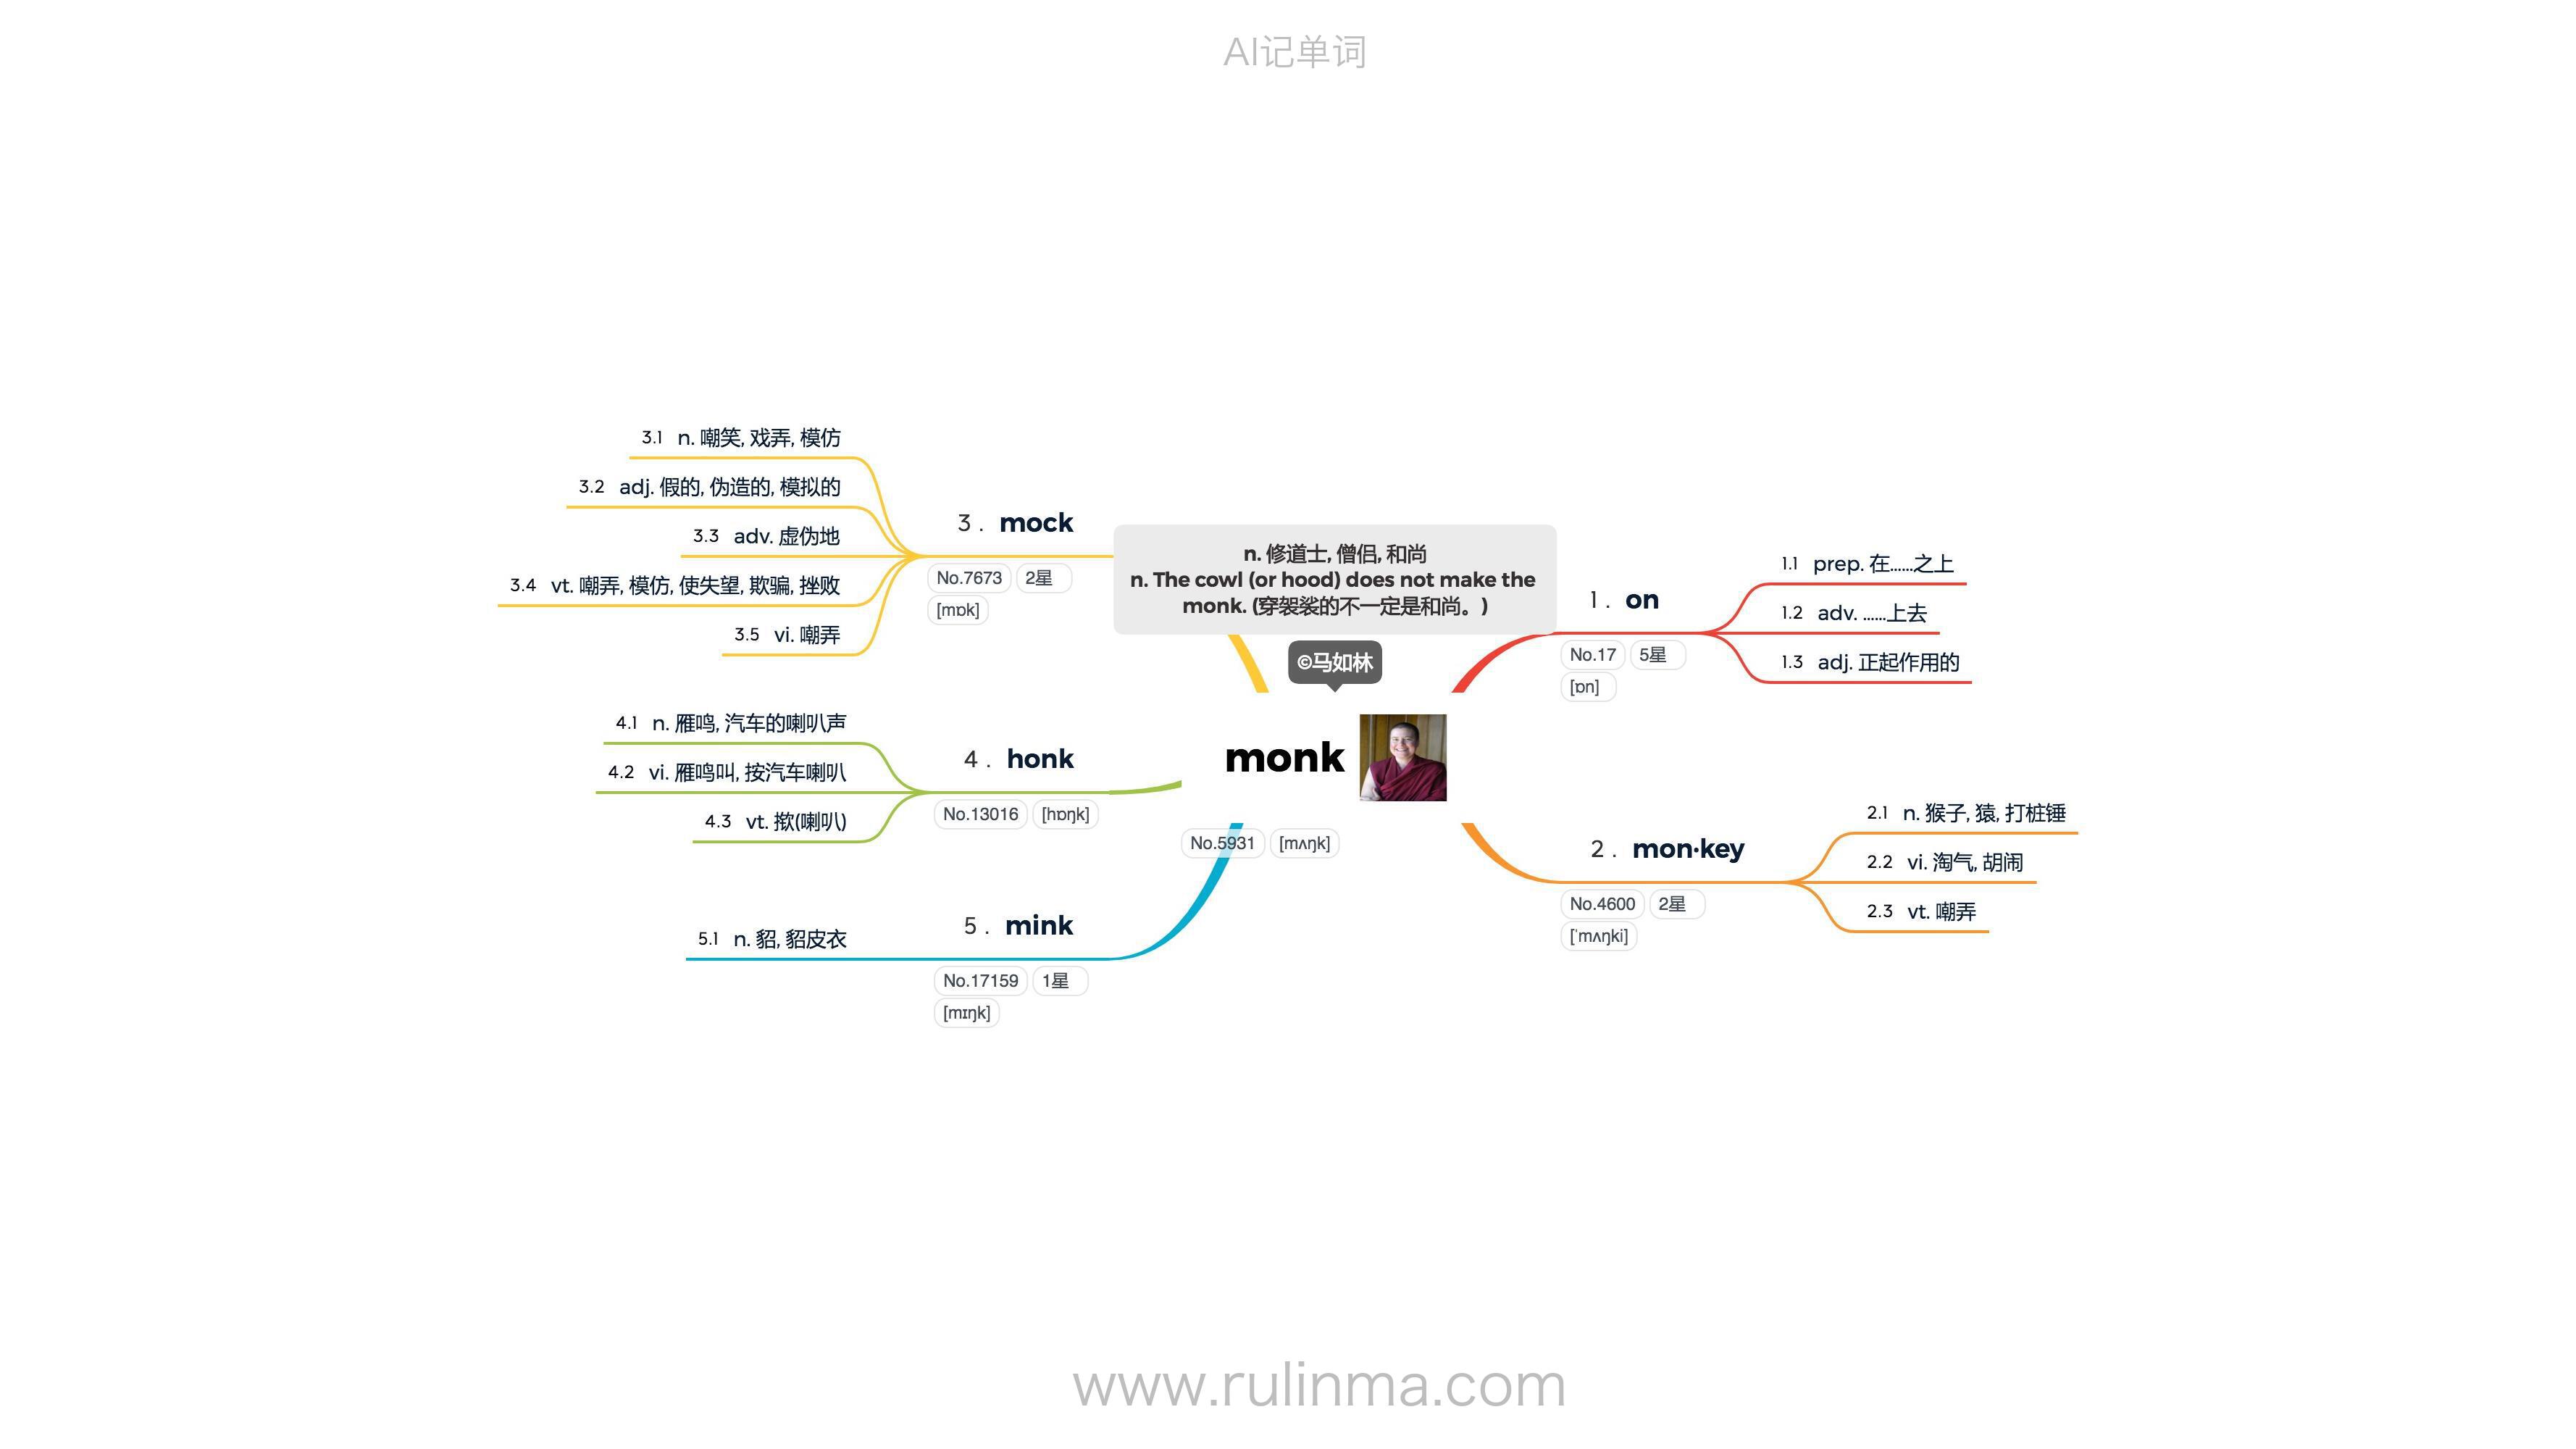 AI记单词
n. 修道士, 僧侣, 和尚
n. The cowl (or hood) does not make the
monk. (穿袈裟的不一定是和尚。)
©马如林
monk
No.5931 [mʌŋk]
1. on
No.17 5星
[ɒn]
1.1 prep. 在......之上
1.2 adv. ......上去
1.3 adj. 正起作用的
2. mon·key
No.4600 2星
[ˈmʌŋki]
2.1 n. 猴子, 猿, 打桩锤
2.2 vi. 淘气, 胡闹
2.3 vt. 嘲弄
3. mock
No.7673 2星
[mɒk]
3.1 n. 嘲笑, 戏弄, 模仿
3.2 adj. 假的, 伪造的, 模拟的
3.3 adv. 虚伪地
3.4 vt. 嘲弄, 模仿, 使失望, 欺骗, 挫败
3.5 vi. 嘲弄
4. honk
No.13016 [hɒŋk]
4.1 n. 雁鸣, 汽车的喇叭声
4.2 vi. 雁鸣叫, 按汽车喇叭
4.3 vt. 揿(喇叭)
5. mink
No.17159 1星
[mɪŋk]
5.1 n. 貂, 貂皮衣
www.rulinma.com